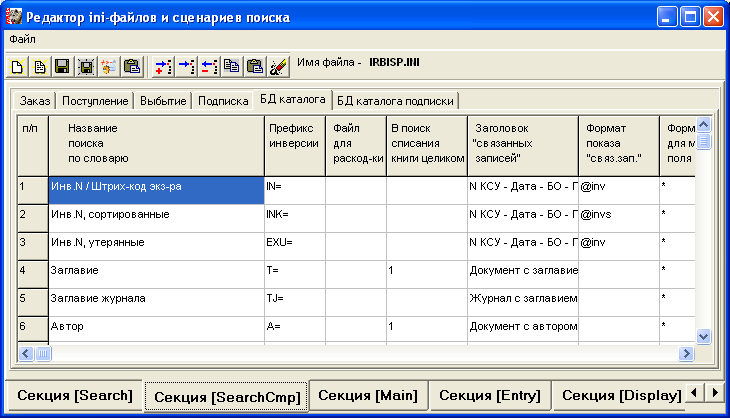 Редактор ini-файлов и сценариев поиска
Файл
Имя файла - IRBISP.INI
Заказ Поступление Выбытие Подписка БД каталога БД каталога подписки
п/п Название Префикс Файл В поиск Заголовок Формат Форм
поиска инверсии для списания "связанных показа для м
по словарю раскод-ки книги целиком записей" "связ.зап." поля
1 Инв.N / Штрих-код экз-ра IN= N КСУ - Дата - БО - Г @inv *
2 Инв.N, сортированные INK= N КСУ - Дата - БО - Г @invs *
3 Инв.N, утерянные EXU= N КСУ - Дата - БО - Г @inv *
4 Заглавие T= 1 Документ с заглавие *
5 Заглавие журнала TJ= Журнал с заглавием *
6 Автор A= 1 Документ с автором *
Секция [Search] Секция [SearchCmp] Секция [Main] Секция [Entry] Секция [Display]